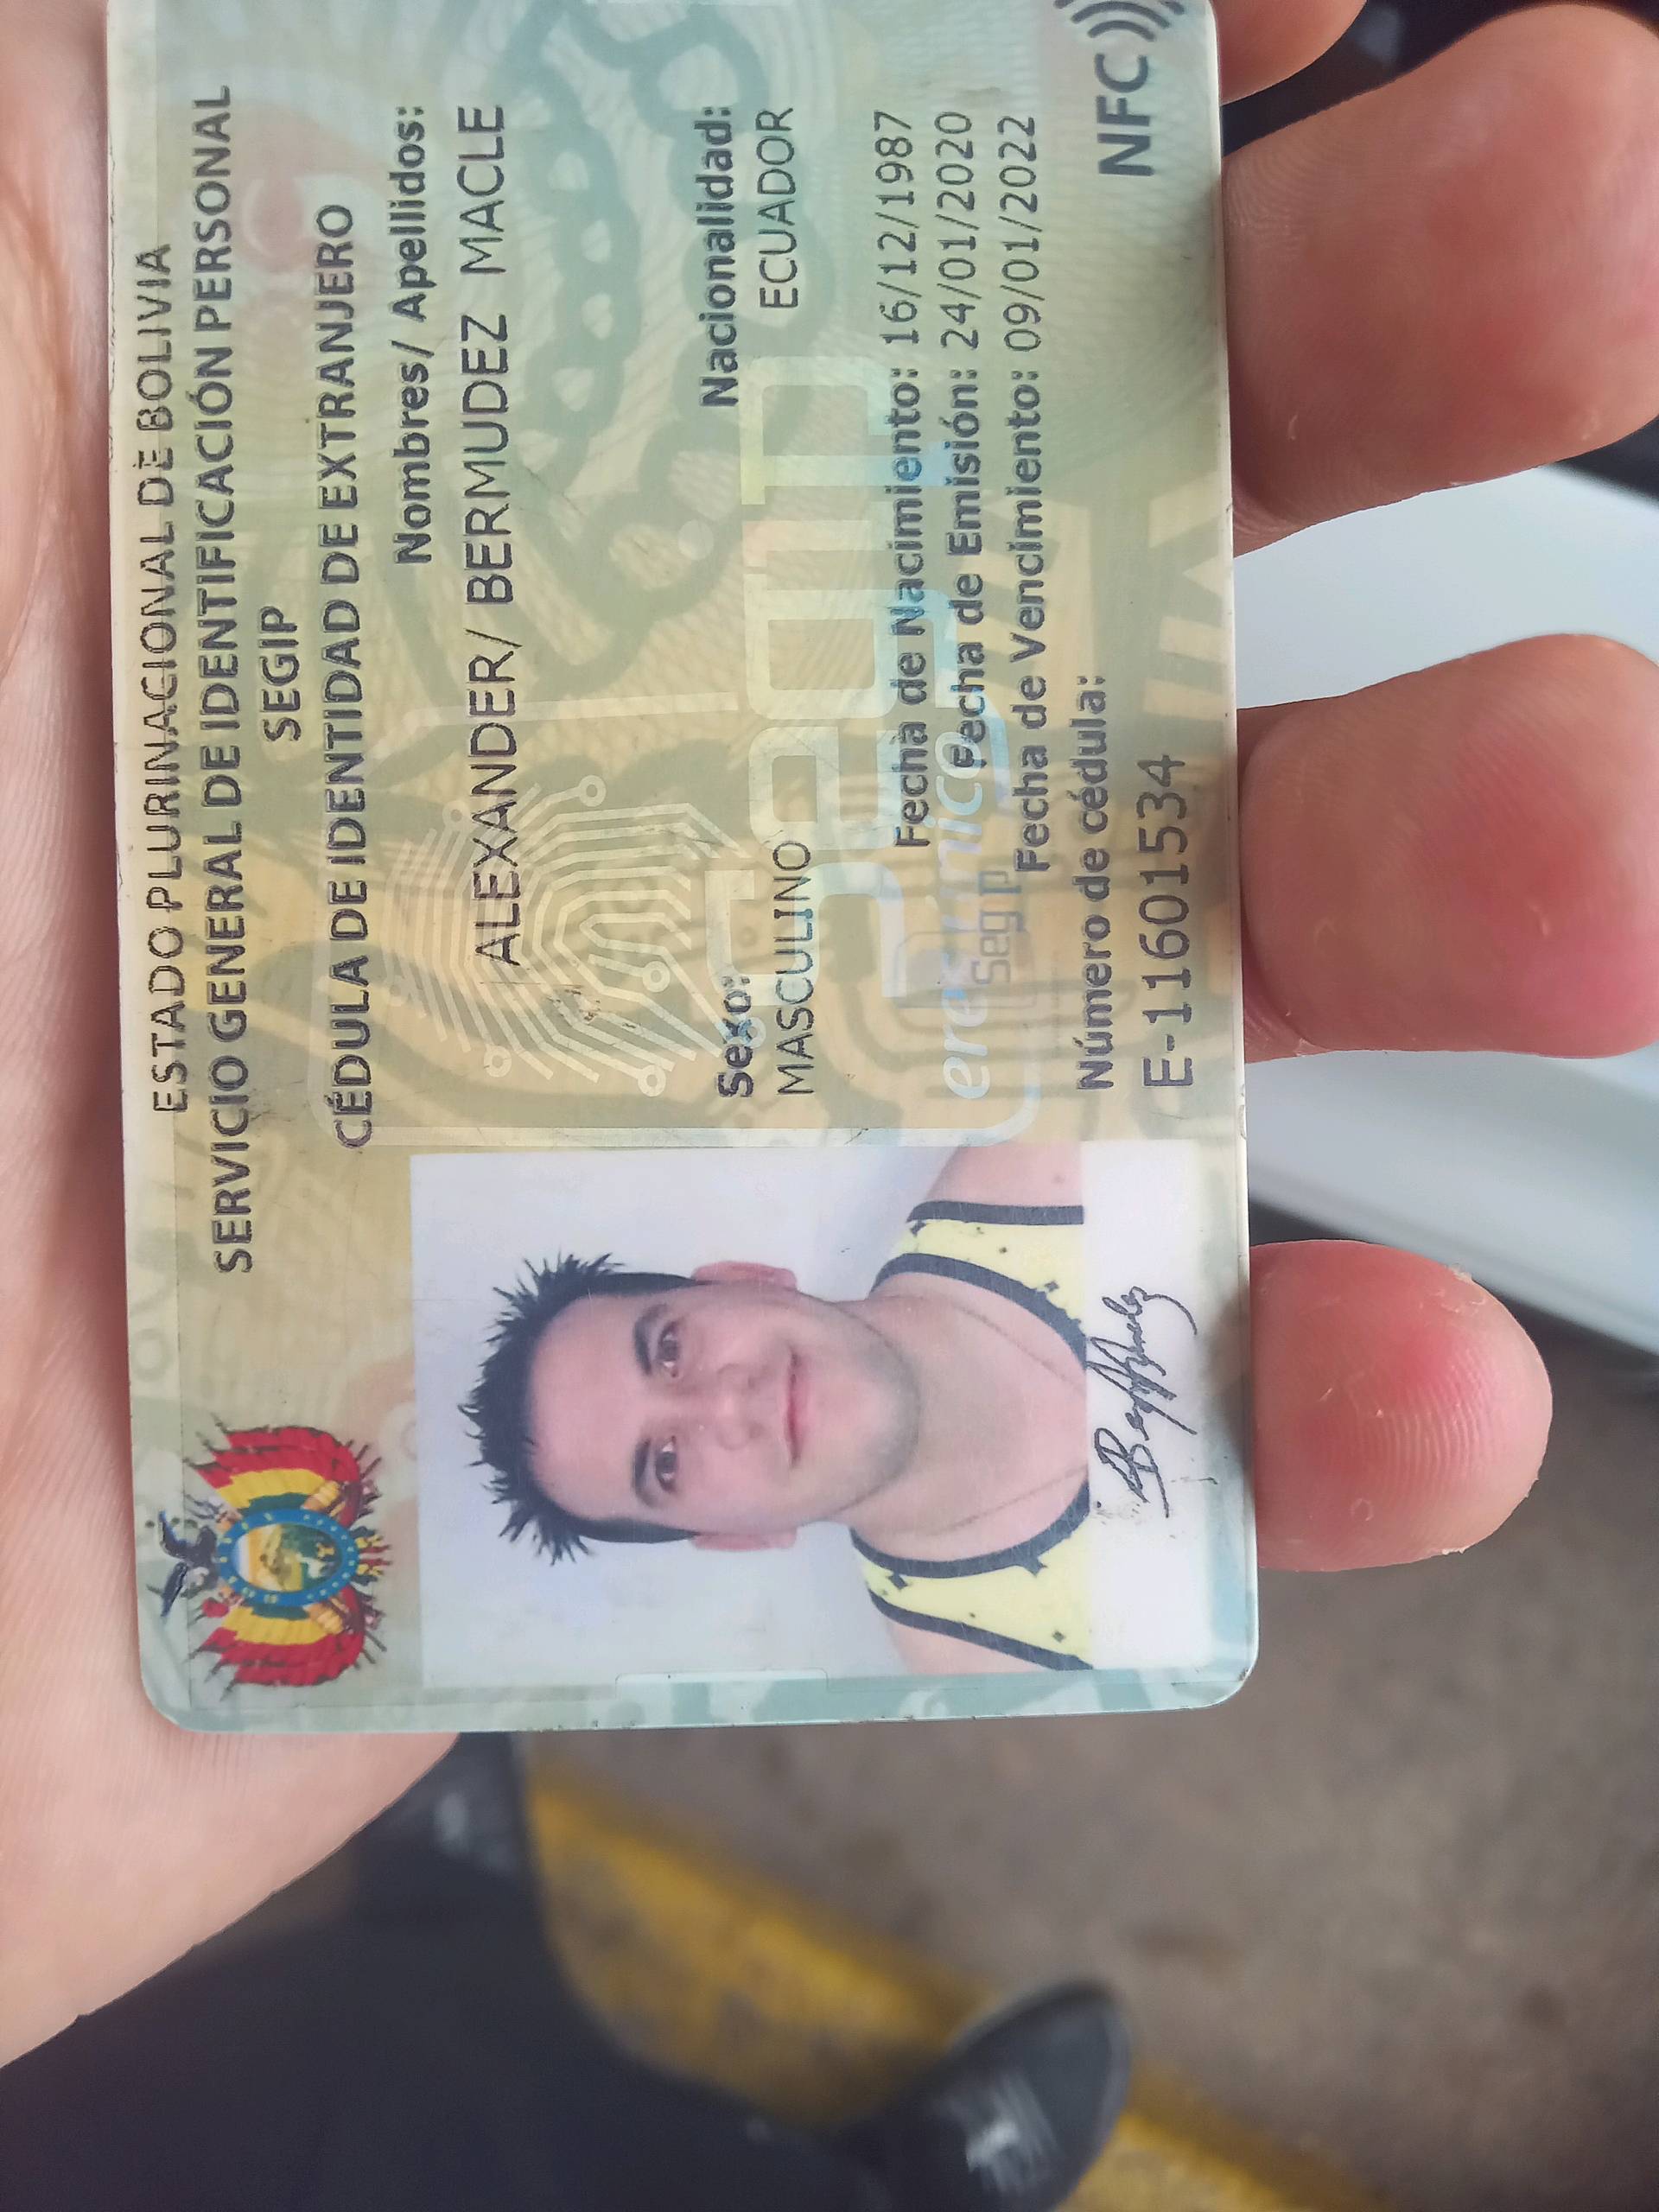 ESTADO PLURINACIONAL DE BOLIVIA
SERVICIO GENERAL DE IDENTIFICACIÓN PERSONAL
SEGIP
CÉDULA DE IDENTIDAD DE EXTRANJERO
Nombres/ Apellidos:
ALEXANDER/ BERMUDEZ MACLE
Sexo: Nacionalidad:
MASCULINO ECUADOR
Fecha de Nacimiento: 16/12/1987
Fecha de Emisión: 24/01/2020
Fecha de Vencimiento: 09/01/2022
Número de cédula:
E-11601534
NFC